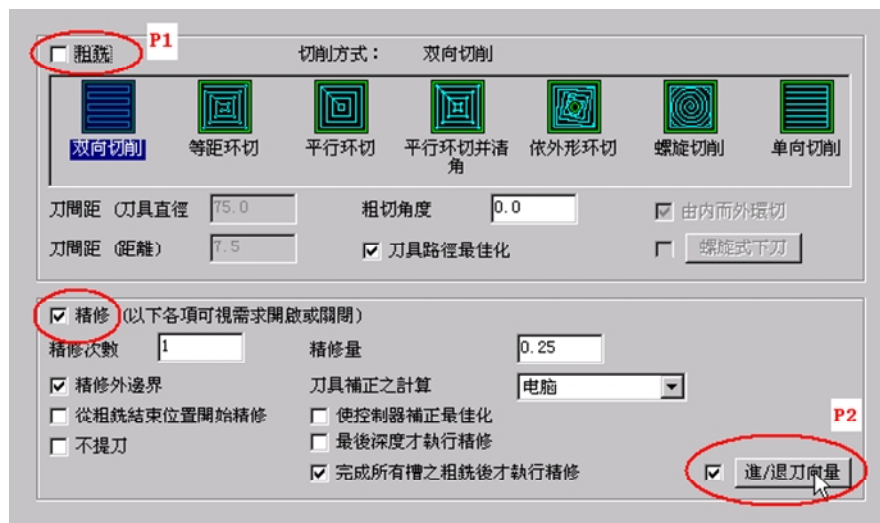 粗銑
P1
切削方式： 双向切削
双向切削 等距环切 平行环切 平行环切并清角 依外形环切 螺旋切削 单向切削
刀間距（刀具直徑 75.0 粗切角度 0.0 由内而外環切
刀間距（距離） 7.5 刀具路徑最佳化 螺旋式下刀
精修 (以下各項可視需求開啟或關閉)
精修次數 1 精修量 0.25
精修外邊界 刀具補正之計算 电脑
從粗銑結束位置開始精修 使控制器補正最佳化
P2
不提刀 最後深度才執行精修
完成所有槽之粗銑後才執行精修 進/退刀向量